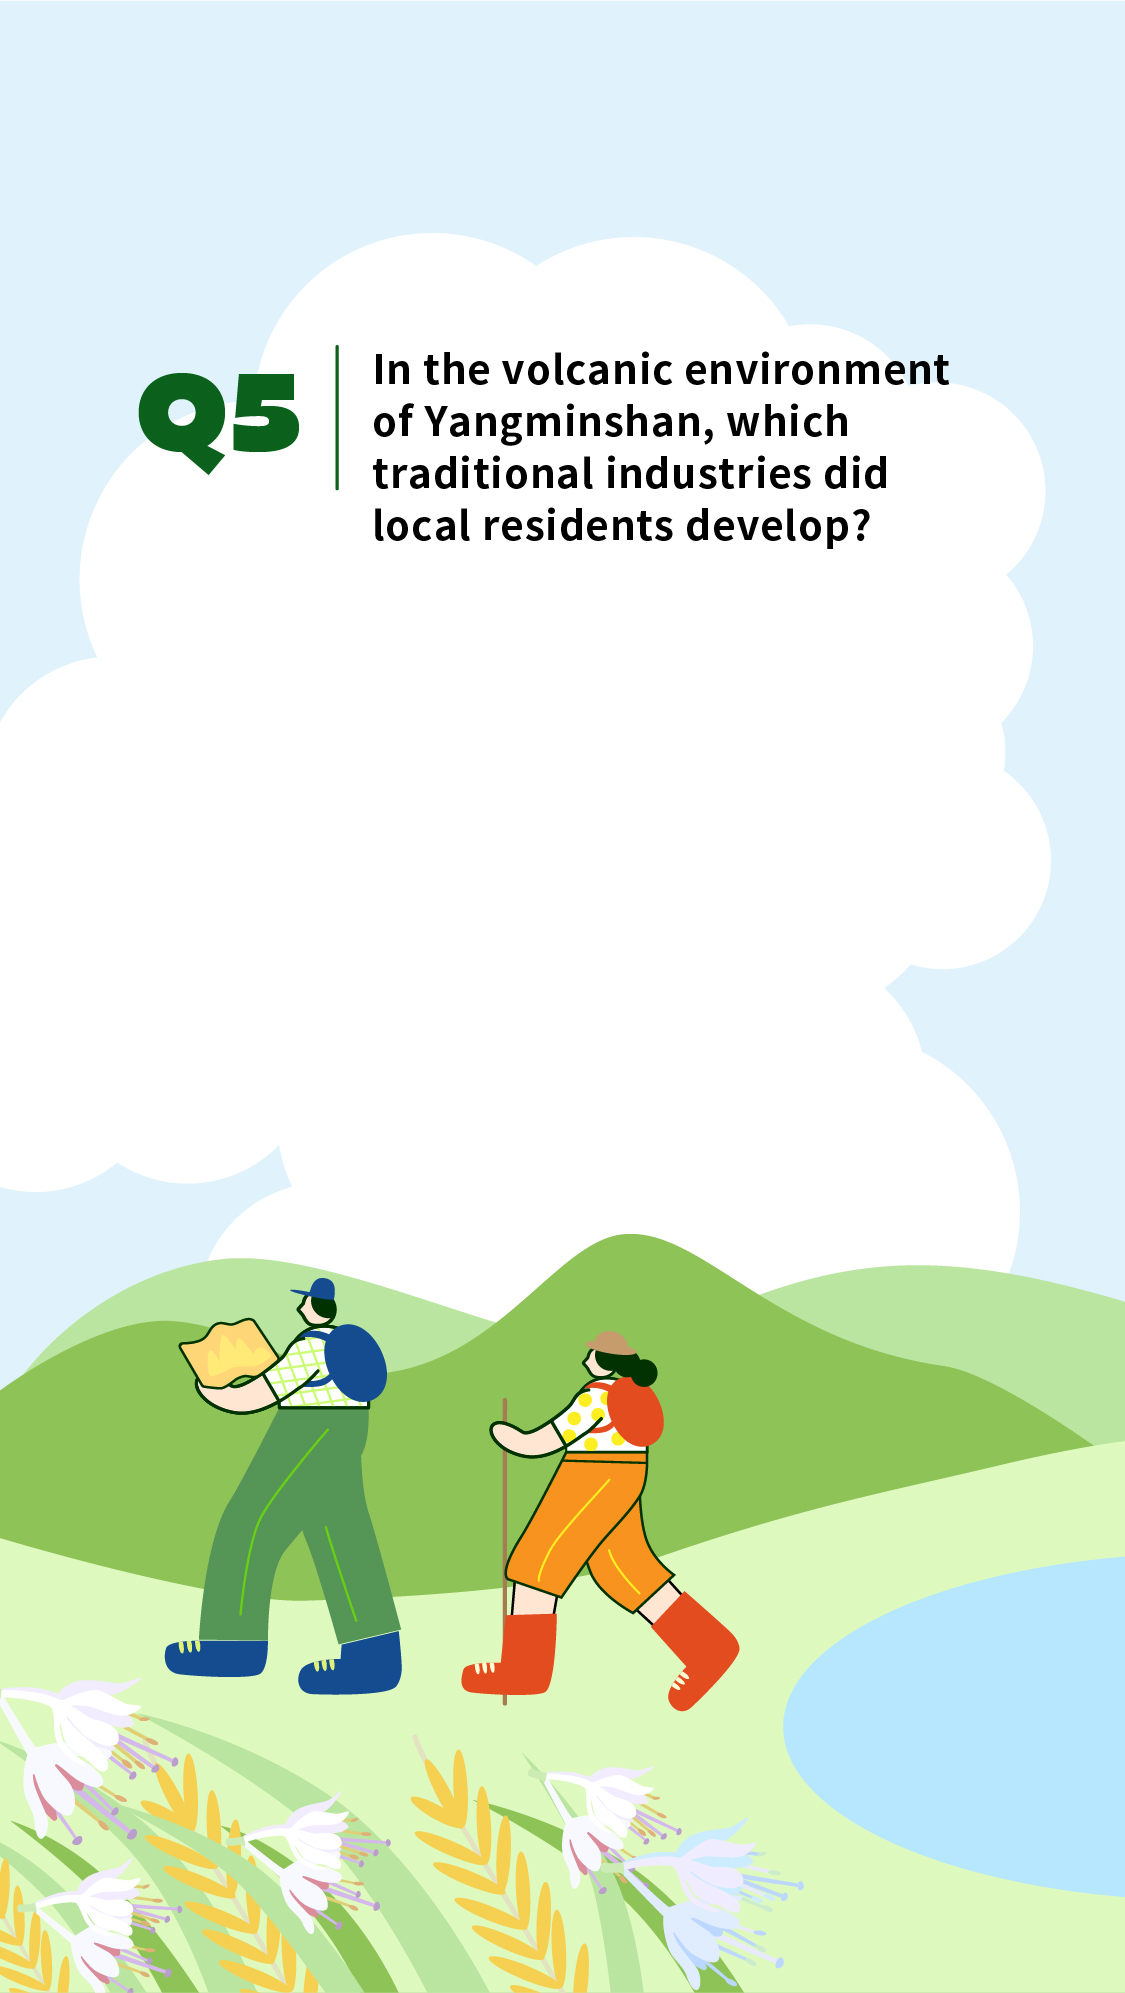 Q5
In the volcanic environment
of Yangminshan, which
traditional industries did
local residents develop?